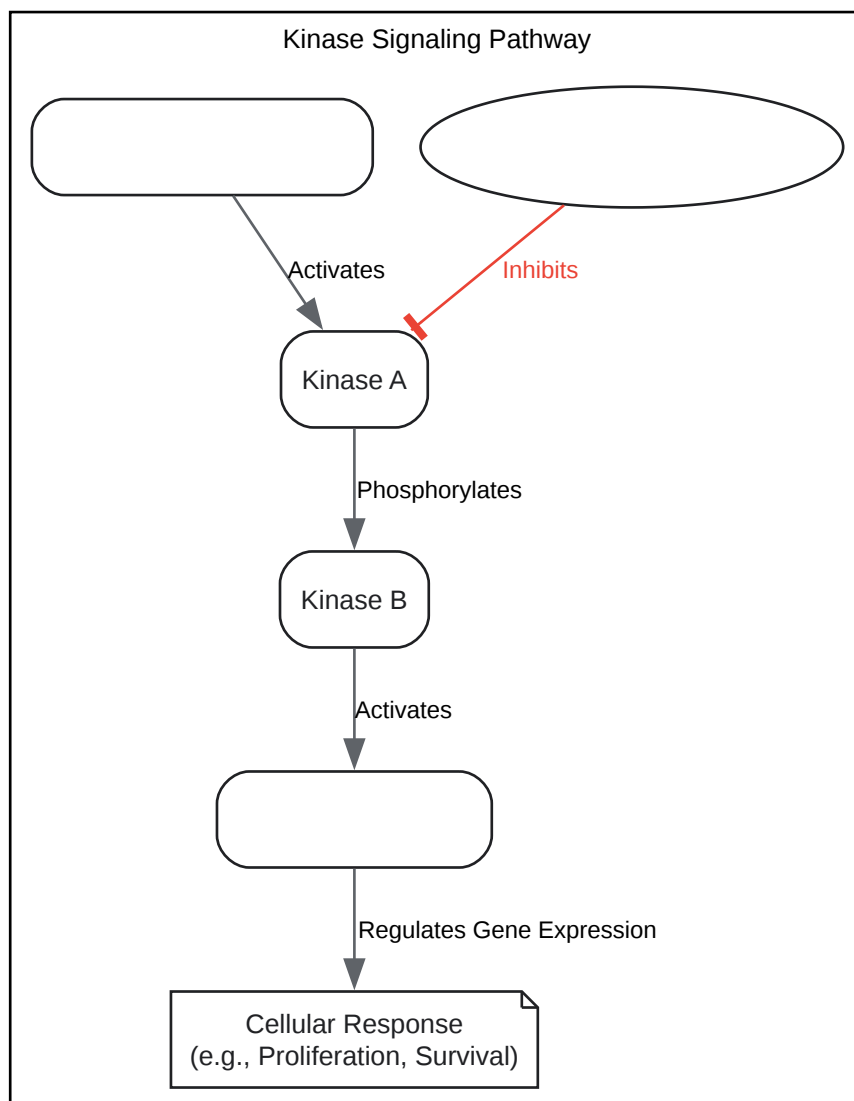 Kinase Signaling Pathway
Activates
Inhibits
Kinase A
Phosphorylates
Kinase B
Activates
Regulates Gene Expression
Cellular Response
(e.g., Proliferation, Survival)